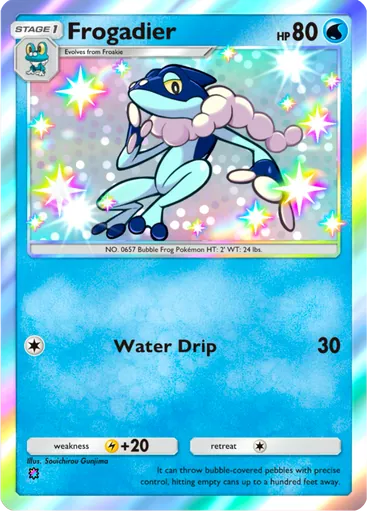 STAGE 1
Frogadier
HP 80
Evolves from Froakie
NO. 0657 Bubble Frog Pokémon HT: 2' WT: 24 lbs.
Water Drip 30
weakness +20 retreat
Illus. Souichirou Gunjima
It can throw bubble-covered pebbles with precise
control, hitting empty cans up to a hundred feet away.